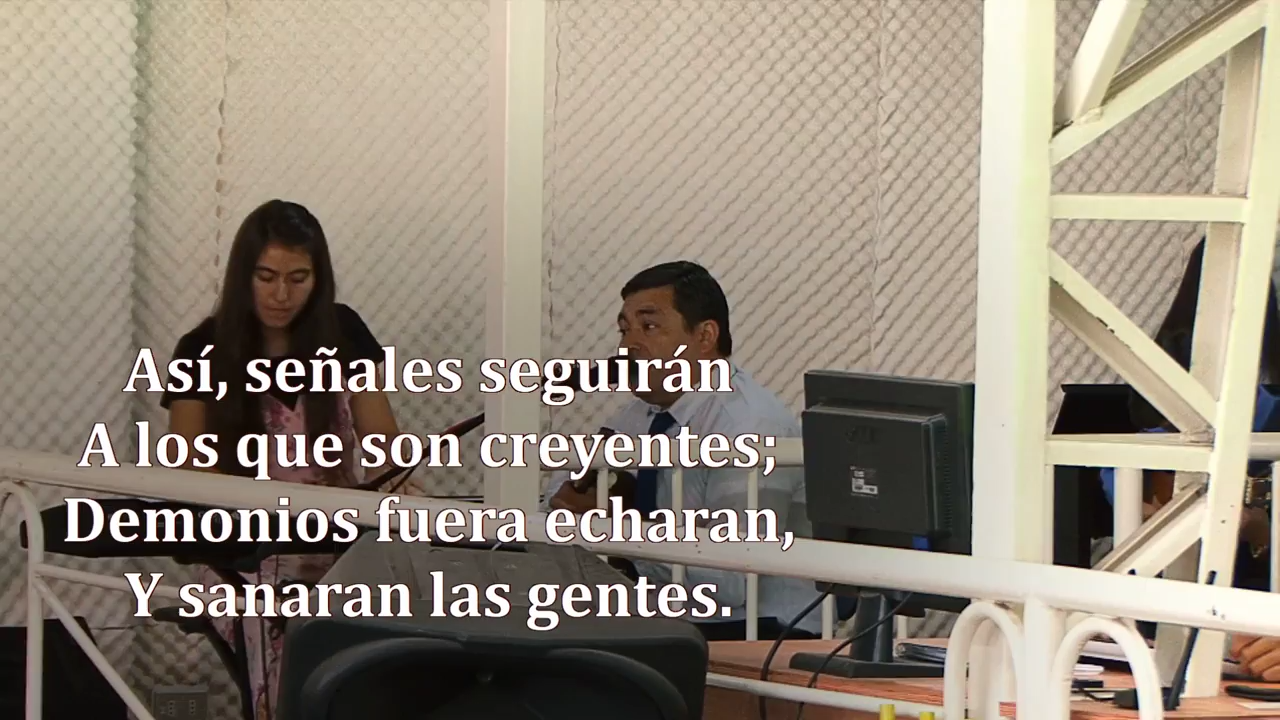 Así, señales seguirán
A los que son creyentes;
Demonios fuera echaran,
Y sanaran las gentes.